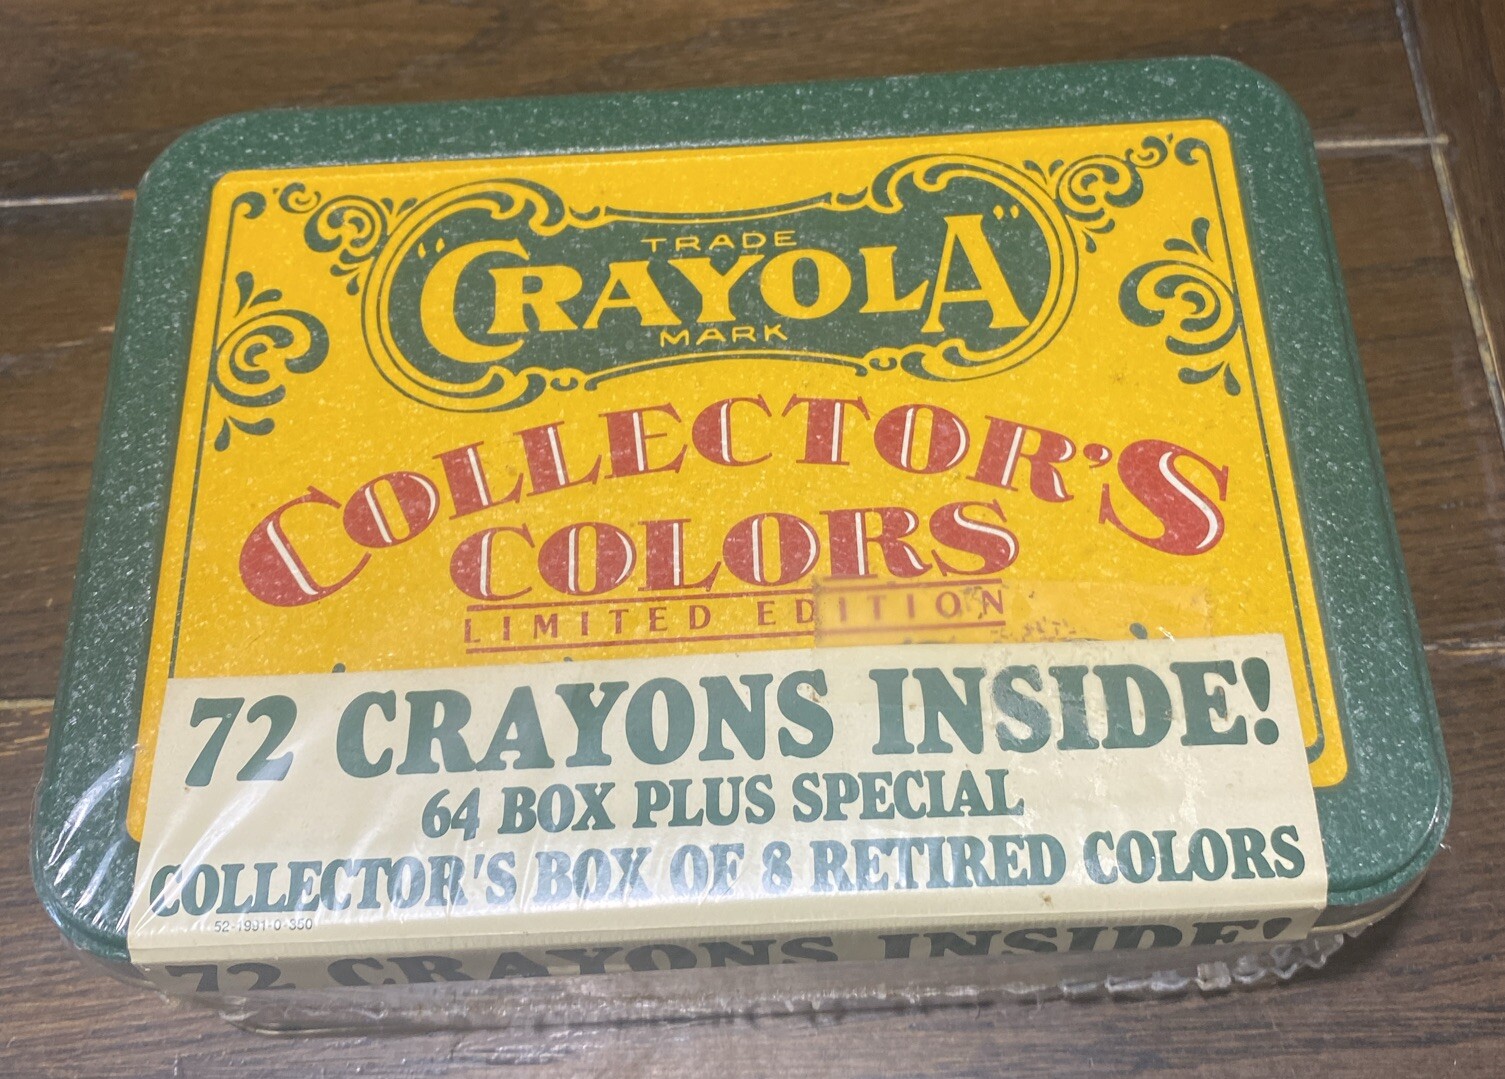 TRADE
"CRAYOLA"
MARK
COLLECTOR'S
COLORS
LIMITED EDITION
72 CRAYONS INSIDE!
64 BOX PLUS SPECIAL
COLLECTOR'S BOX OF 8 RETIRED COLORS
52-1991-0-350
72 CRAYONS INSIDE!